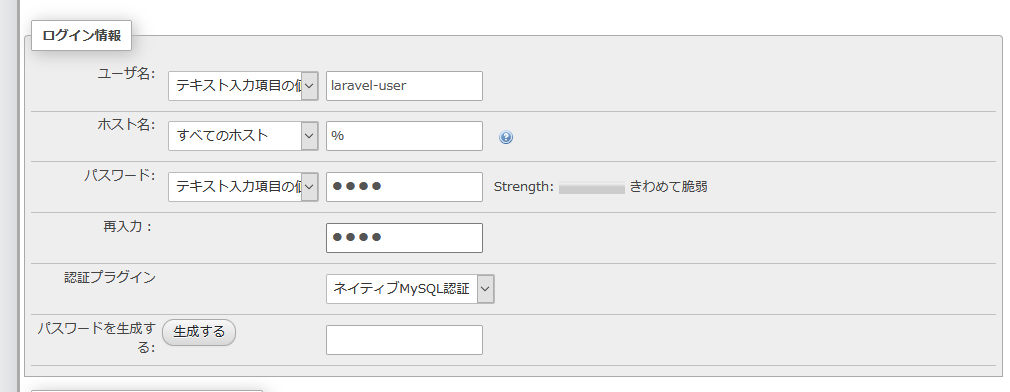 ログイン情報
ユーザ名: テキスト入力項目の値 laravel-user
ホスト名: すべてのホスト %
パスワード: テキスト入力項目の値 ●●●● Strength: きわめて脆弱
再入力 : ●●●●
認証プラグイン ネイティブMySQL認証
パスワードを生成す
る: 生成する